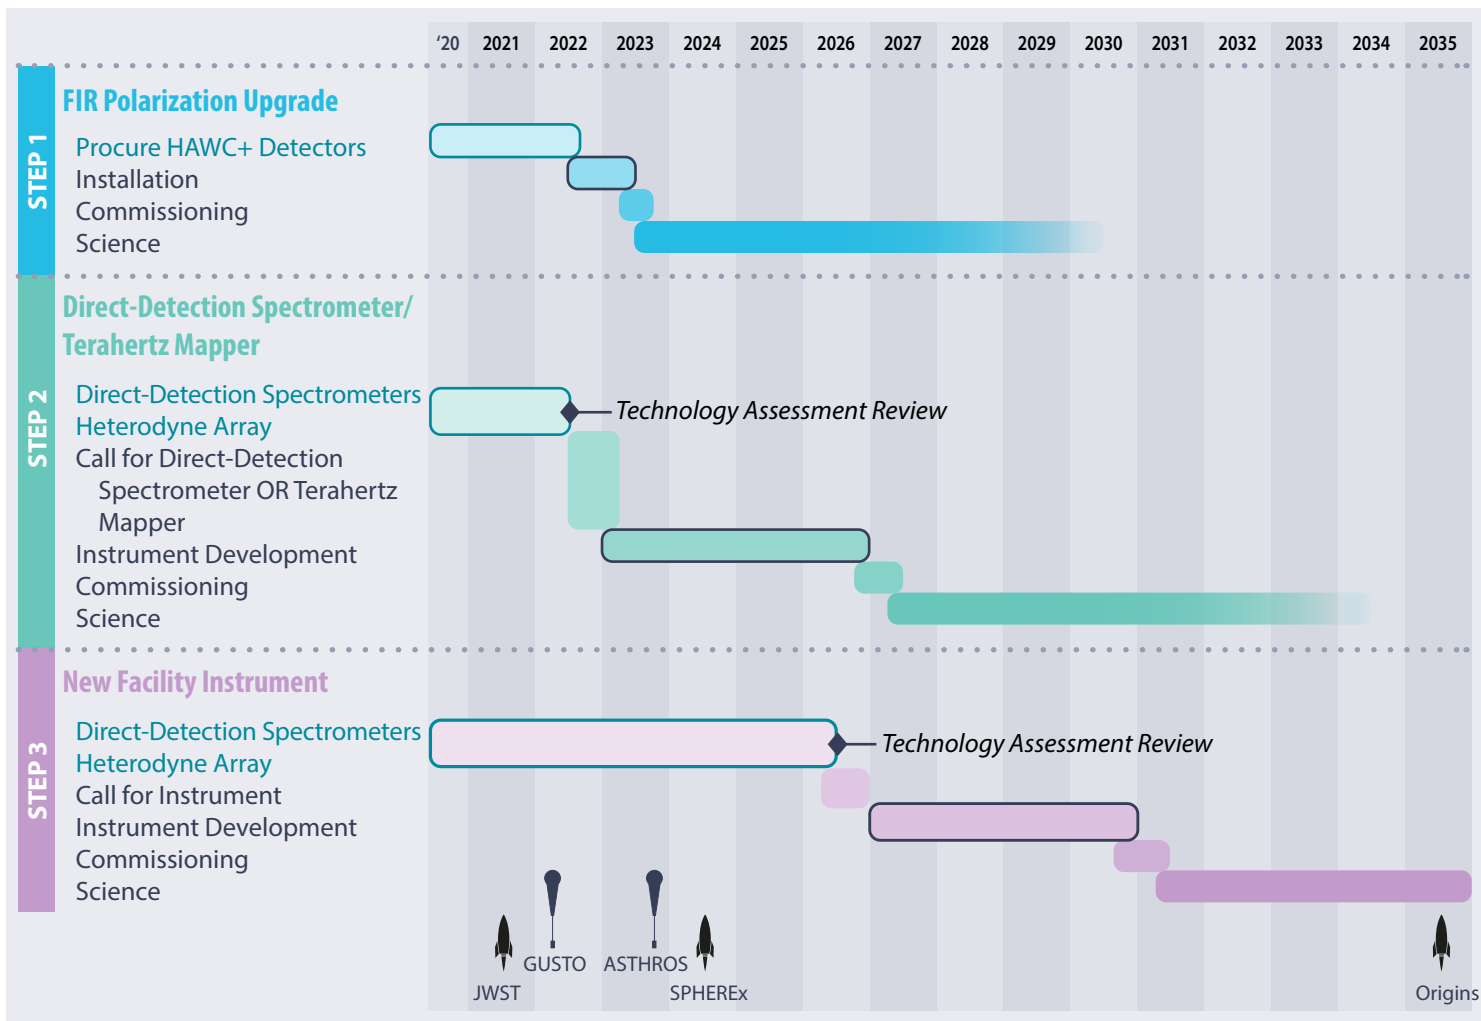 ‘20 2021 2022 2023 2024 2025 2026 2027 2028 2029 2030 2031 2032 2033 2034 2035
STEP 1
FIR Polarization Upgrade
Procure HAWC+ Detectors
Installation
Commissioning
Science
STEP 2
Direct-Detection Spectrometer/
Terahertz Mapper
Direct-Detection Spectrometers
Heterodyne Array
Technology Assessment Review
Call for Direct-Detection
Spectrometer OR Terahertz
Mapper
Instrument Development
Commissioning
Science
STEP 3
New Facility Instrument
Direct-Detection Spectrometers
Heterodyne Array
Technology Assessment Review
Call for Instrument
Instrument Development
Commissioning
Science
GUSTO ASTHROS
JWST SPHEREx Origins